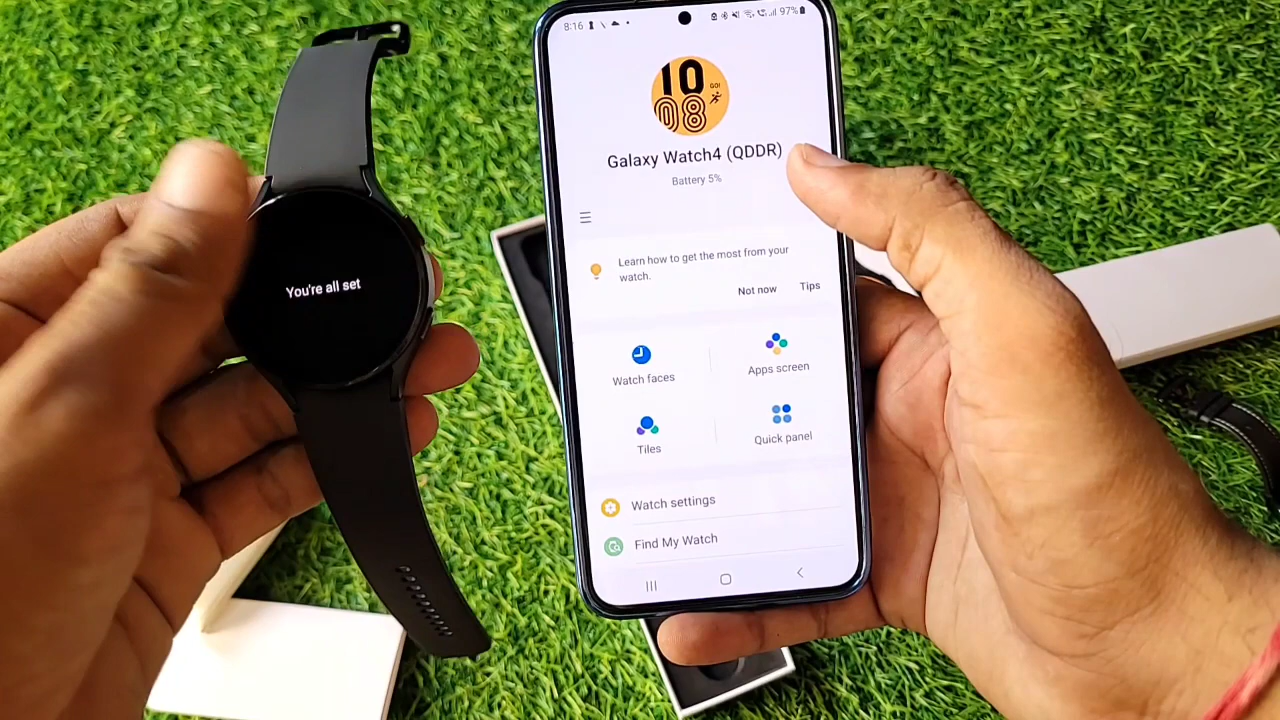 You're all set
8:16
97%
10
GO!
08
Galaxy Watch4 (QDDR)
Battery 5%
Learn how to get the most from your
watch.
Not now
Tips
Watch faces
Apps screen
Tiles
Quick panel
Watch settings
Find My Watch